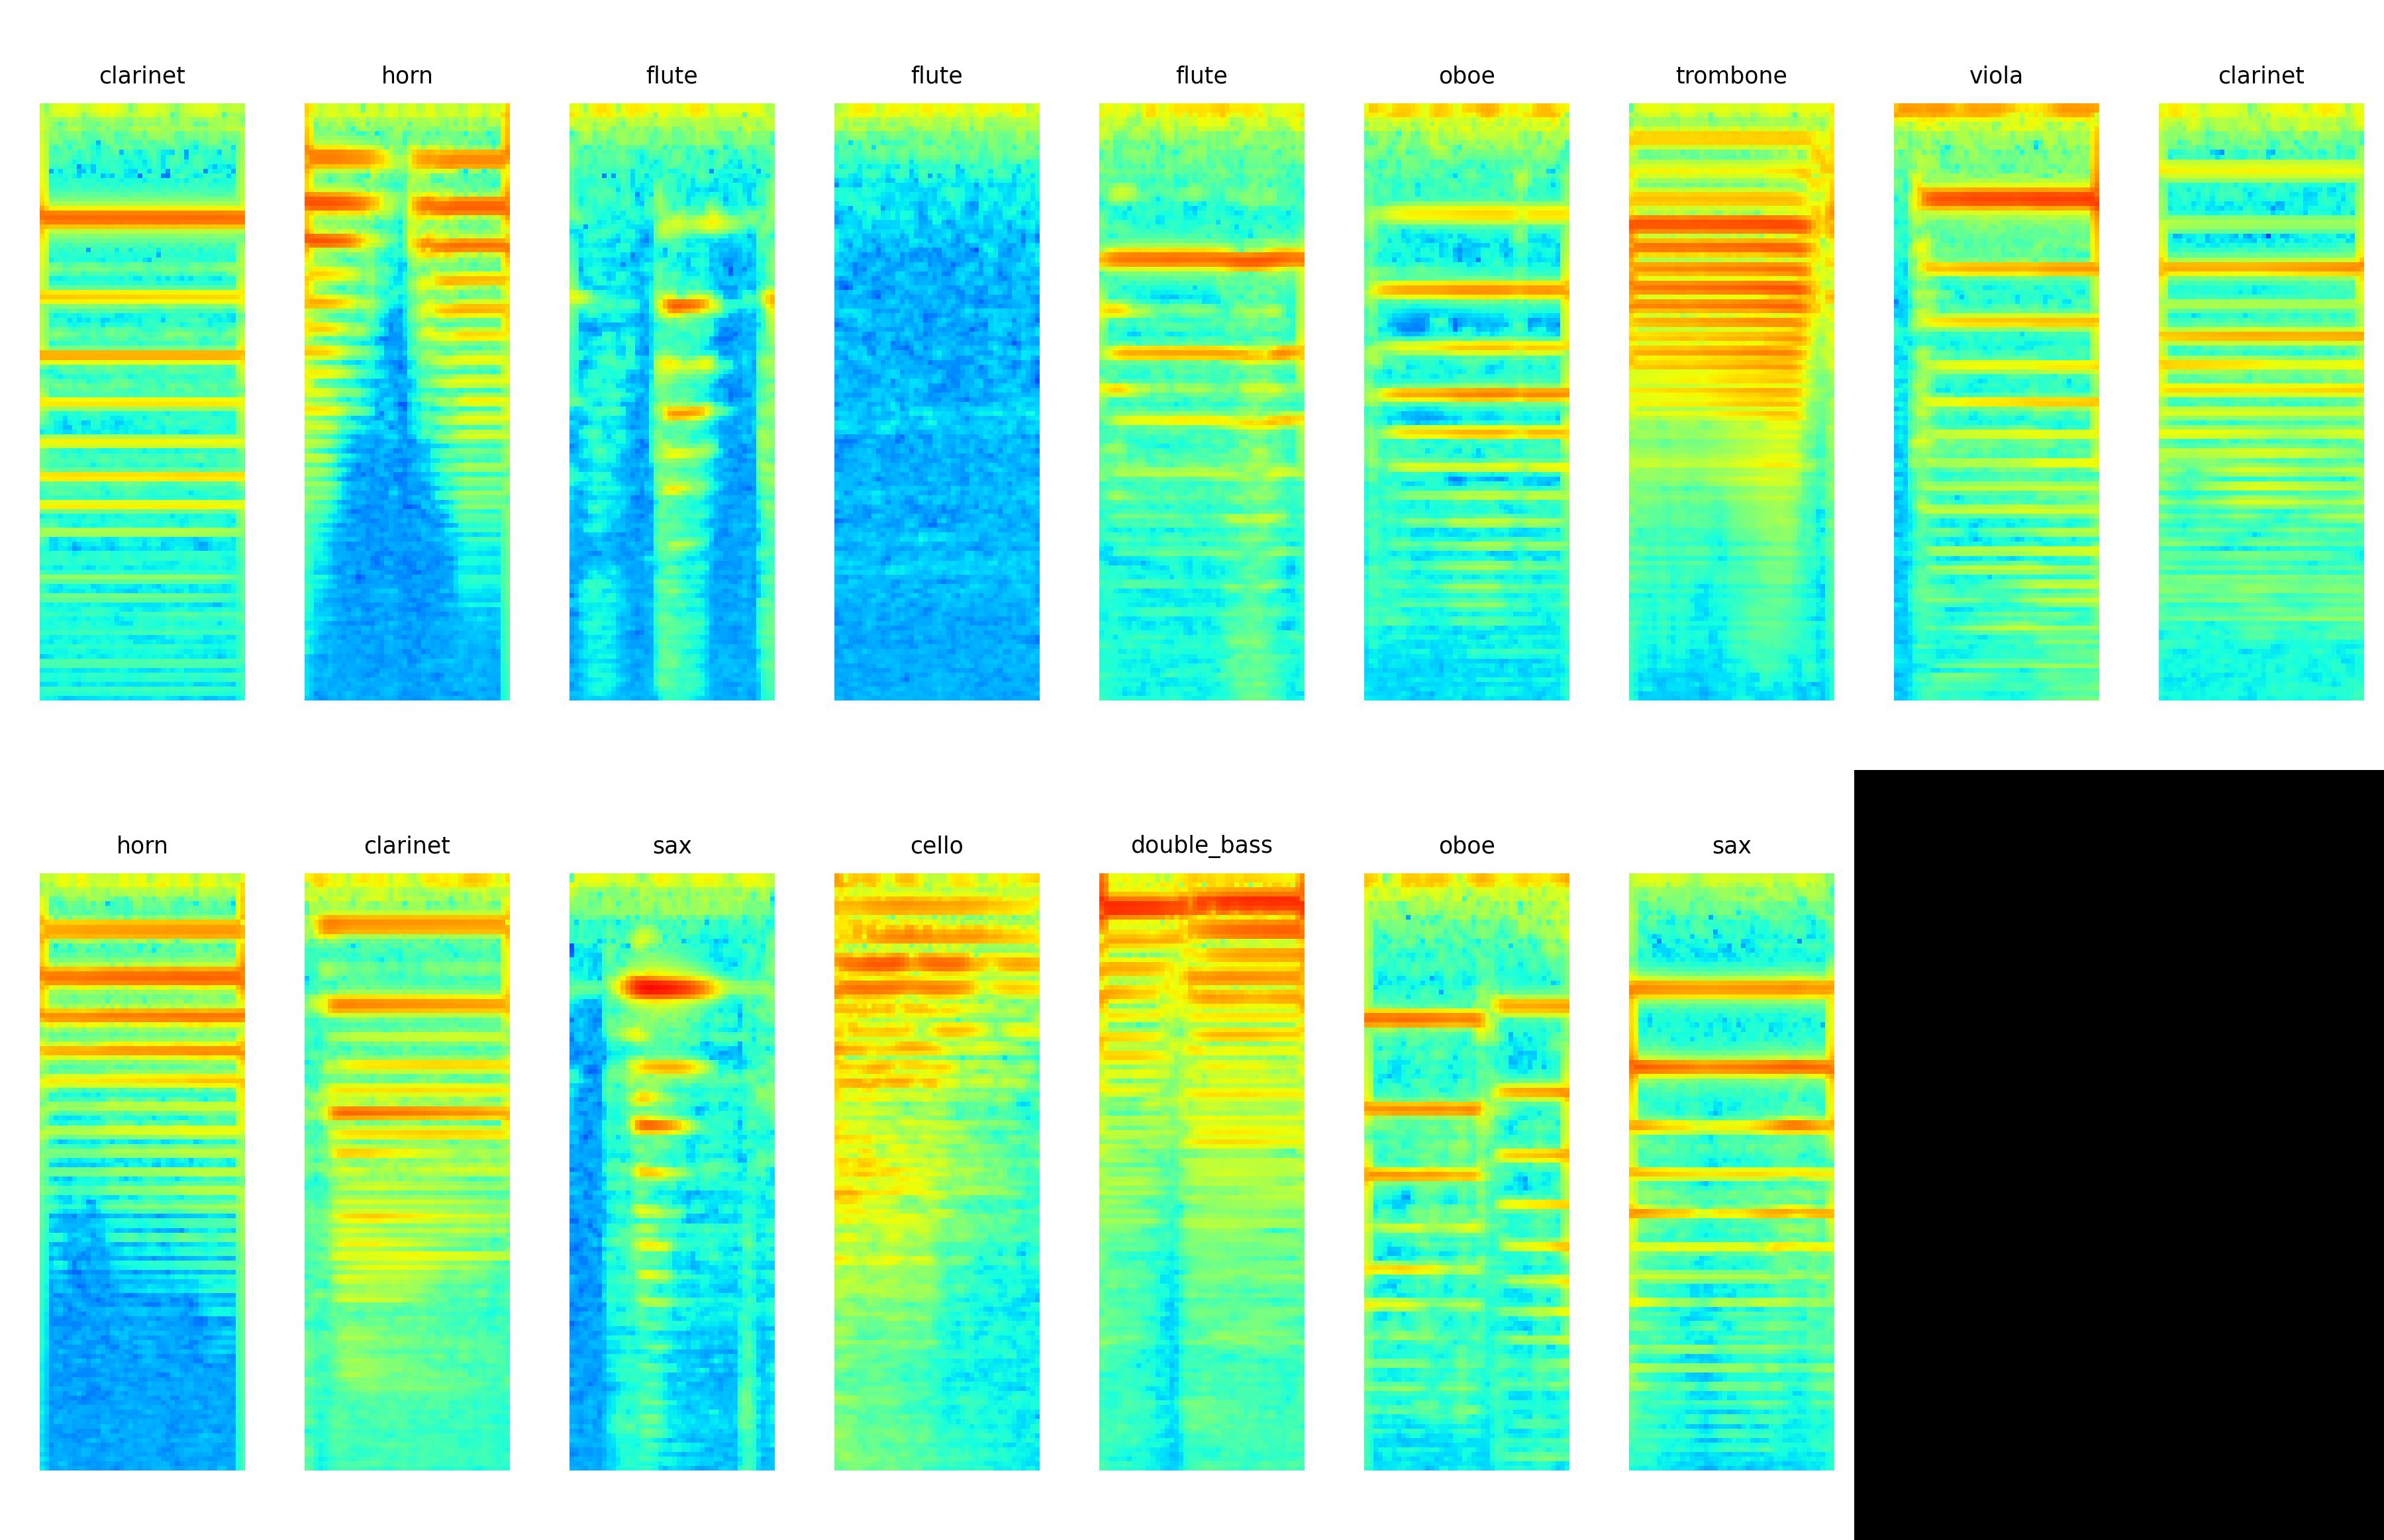 clarinet horn flute flute flute oboe trombone viola clarinet
horn clarinet sax cello double_bass oboe sax